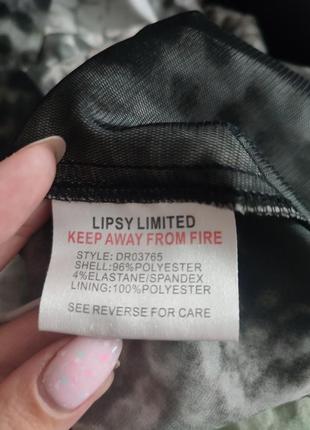 LIPSY LIMITED
KEEP AWAY FROM FIRE
STYLE: DR03765
SHELL:96%POLYESTER
4%ELASTANE/SPANDEX
LINING:100%POLYESTER
SEE REVERSE FOR CARE